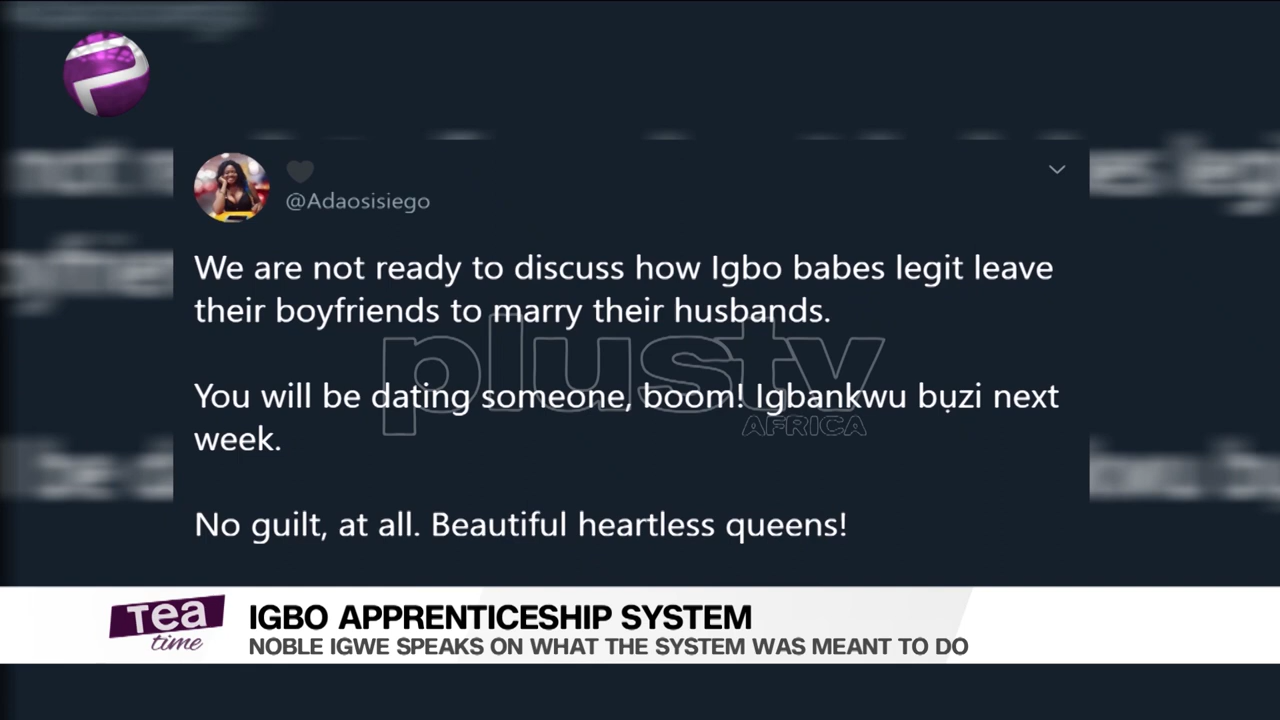 @Adaosisiego
We are not ready to discuss how Igbo babes legit leave
their boyfriends to marry their husbands.
You will be dating someone, boom! Igbankwu bụzi next
week.
No guilt, at all. Beautiful heartless queens!
plustv
AFRICA
Tea
time
IGBO APPRENTICESHIP SYSTEM
NOBLE IGWE SPEAKS ON WHAT THE SYSTEM WAS MEANT TO DO